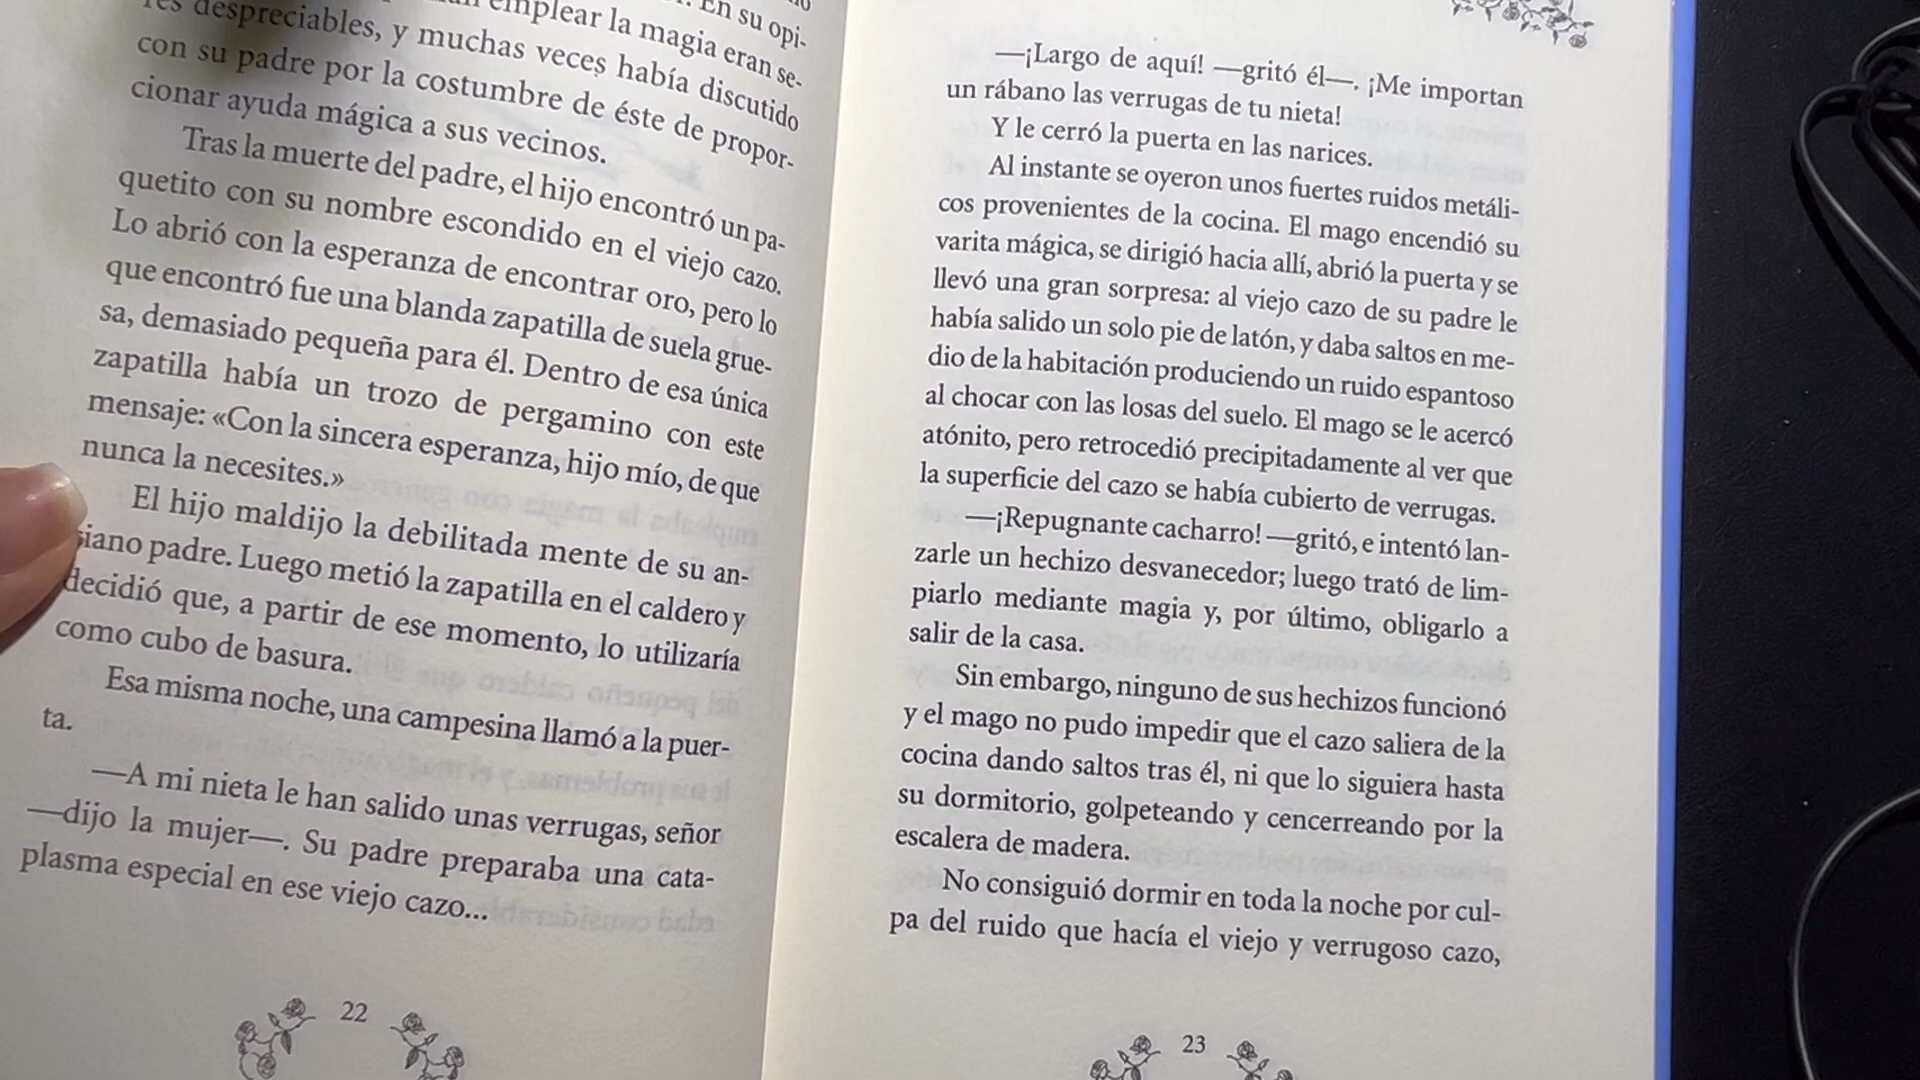 En su opi-
emplear la magia eran se-
res despreciables, y muchas veces había discutido
con su padre por la costumbre de éste de propor-
cionar ayuda mágica a sus vecinos.
Tras la muerte del padre, el hijo encontró un pa-
quetito con su nombre escondido en el viejo cazo.
Lo abrió con la esperanza de encontrar oro, pero lo
que encontró fue una blanda zapatilla de suela grue-
sa, demasiado pequeña para él. Dentro de esa única
zapatilla había un trozo de pergamino con este
mensaje: «Con la sincera esperanza, hijo mío, de que
nunca la necesites.»
El hijo maldijo la debilitada mente de su an-
ciano padre. Luego metió la zapatilla en el caldero y
decidió que, a partir de ese momento, lo utilizaría
como cubo de basura.
Esa misma noche, una campesina llamó a la puer-
ta.
—A mi nieta le han salido unas verrugas, señor
—dijo la mujer—. Su padre preparaba una cata-
plasma especial en ese viejo cazo...
22
—¡Largo de aquí! —gritó él—. ¡Me importan
un rábano las verrugas de tu nieta!
Y le cerró la puerta en las narices.
Al instante se oyeron unos fuertes ruidos metáli-
cos provenientes de la cocina. El mago encendió su
varita mágica, se dirigió hacia allí, abrió la puerta y se
llevó una gran sorpresa: al viejo cazo de su padre le
había salido un solo pie de latón, y daba saltos en me-
dio de la habitación produciendo un ruido espantoso
al chocar con las losas del suelo. El mago se le acercó
atónito, pero retrocedió precipitadamente al ver que
la superficie del cazo se había cubierto de verrugas.
—¡Repugnante cacharro! —gritó, e intentó lan-
zarle un hechizo desvanecedor; luego trató de lim-
piarlo mediante magia y, por último, obligarlo a
salir de la casa.
Sin embargo, ninguno de sus hechizos funcionó
y el mago no pudo impedir que el cazo saliera de la
cocina dando saltos tras él, ni que lo siguiera hasta
su dormitorio, golpeteando y cencerreando por la
escalera de madera.
No consiguió dormir en toda la noche por cul-
pa del ruido que hacía el viejo y verrugoso cazo,
23